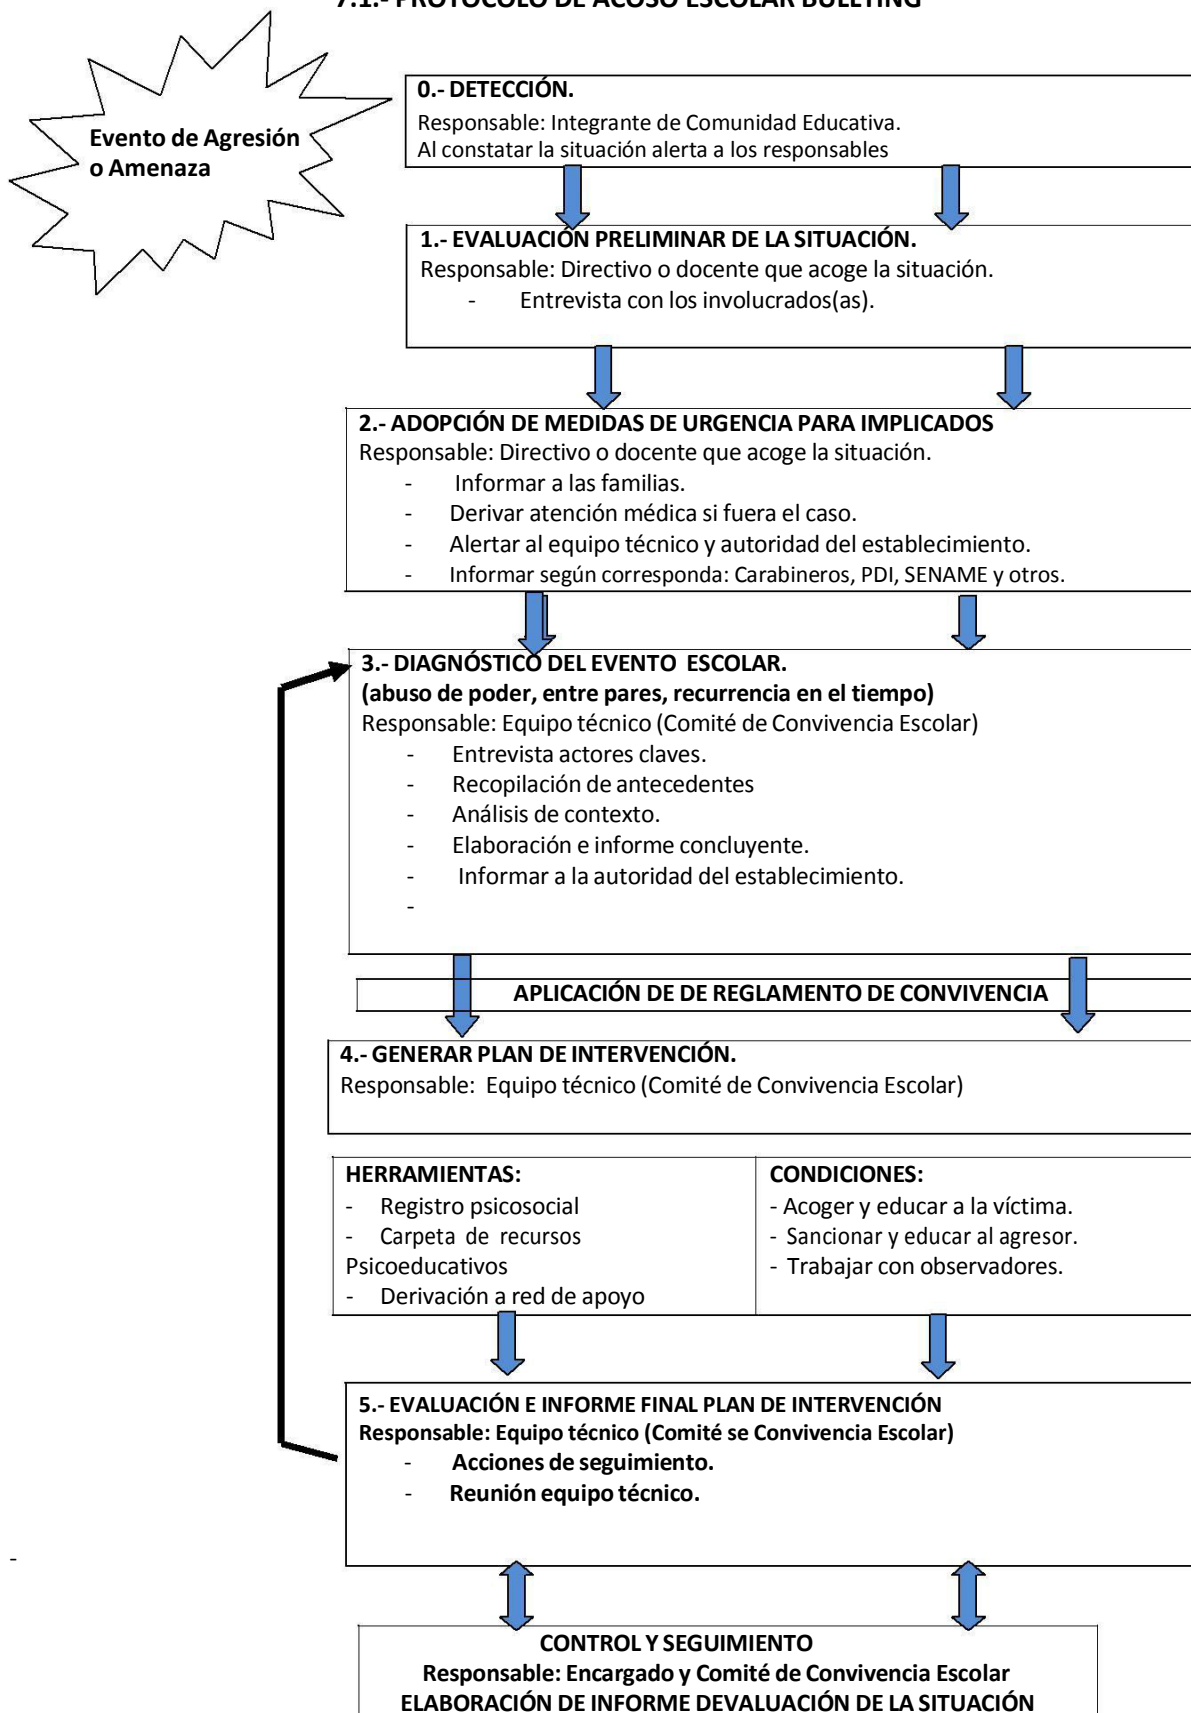 7.1.- PROTOCOLO DE ACOSO ESCOLAR BULLYING
Evento de Agresión
o Amenaza
0.- DETECCIÓN.
Responsable: Integrante de Comunidad Educativa.
Al constatar la situación alerta a los responsables
1.- EVALUACIÓN PRELIMINAR DE LA SITUACIÓN.
Responsable: Directivo o docente que acoge la situación.
- Entrevista con los involucrados(as).
2.- ADOPCIÓN DE MEDIDAS DE URGENCIA PARA IMPLICADOS
Responsable: Directivo o docente que acoge la situación.
- Informar a las familias.
- Derivar atención médica si fuera el caso.
- Alertar al equipo técnico y autoridad del establecimiento.
- Informar según corresponda: Carabineros, PDI, SENAME y otros.
3.- DIAGNÓSTICO DEL EVENTO ESCOLAR.
(abuso de poder, entre pares, recurrencia en el tiempo)
Responsable: Equipo técnico (Comité de Convivencia Escolar)
- Entrevista actores claves.
- Recopilación de antecedentes
- Análisis de contexto.
- Elaboración e informe concluyente.
- Informar a la autoridad del establecimiento.
-
APLICACIÓN DE DE REGLAMENTO DE CONVIVENCIA
4.- GENERAR PLAN DE INTERVENCIÓN.
Responsable: Equipo técnico (Comité de Convivencia Escolar)
HERRAMIENTAS:
- Registro psicosocial
- Carpeta de recursos
Psicoeducativos
- Derivación a red de apoyo
CONDICIONES:
- Acoger y educar a la víctima.
- Sancionar y educar al agresor.
- Trabajar con observadores.
5.- EVALUACIÓN E INFORME FINAL PLAN DE INTERVENCIÓN
Responsable: Equipo técnico (Comité se Convivencia Escolar)
- Acciones de seguimiento.
- Reunión equipo técnico.
-
CONTROL Y SEGUIMIENTO
Responsable: Encargado y Comité de Convivencia Escolar
ELABORACIÓN DE INFORME DEVALUACIÓN DE LA SITUACIÓN